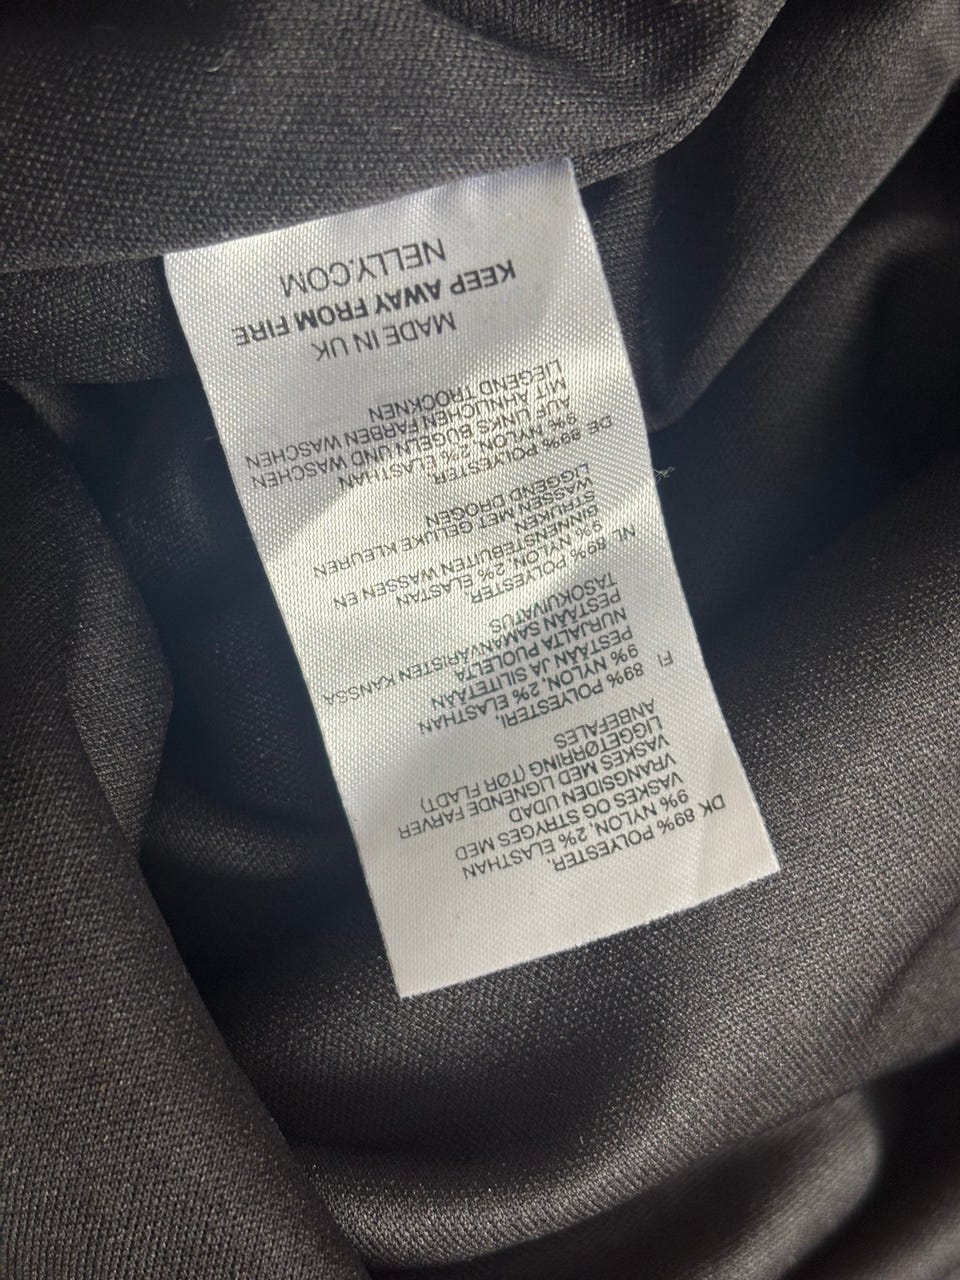 DK 89% POLYESTER,
9% NYLON, 2% ELASTHAN
VASKES OG STRYGES MED
VRANGSIDEN UDAD
VASKES MED LIGNENDE FARVER
LIGGETØRRING (TØR FLADT)
ANBEFALES
FI
89% POLYESTERI,
9% NYLON, 2% ELASTHAN
PESTÄÄN JA SILITETÄÄN
NURJALTA PUOLELTA
PESTÄÄN SAMANVÄRISTEN KANSSA
TASOKUIVATUS
NL 89% POLYESTER
9% NYLON, 2% ELASTAN
BINNENSTEBUITEN WASSEN EN
STRIJKEN
WASSEN MET GELIJKE KLEUREN
LIGGEND DROGEN
DE 89% POLYESTER,
9% NYLON, 2% ELASTHAN
AUF LINKS BÜGELN UND WASCHEN
MIT ÄHNLICHEN FARBEN WASCHEN
LIEGEND TROCKNEN
MADE IN UK
KEEP AWAY FROM FIRE
NELLY.COM